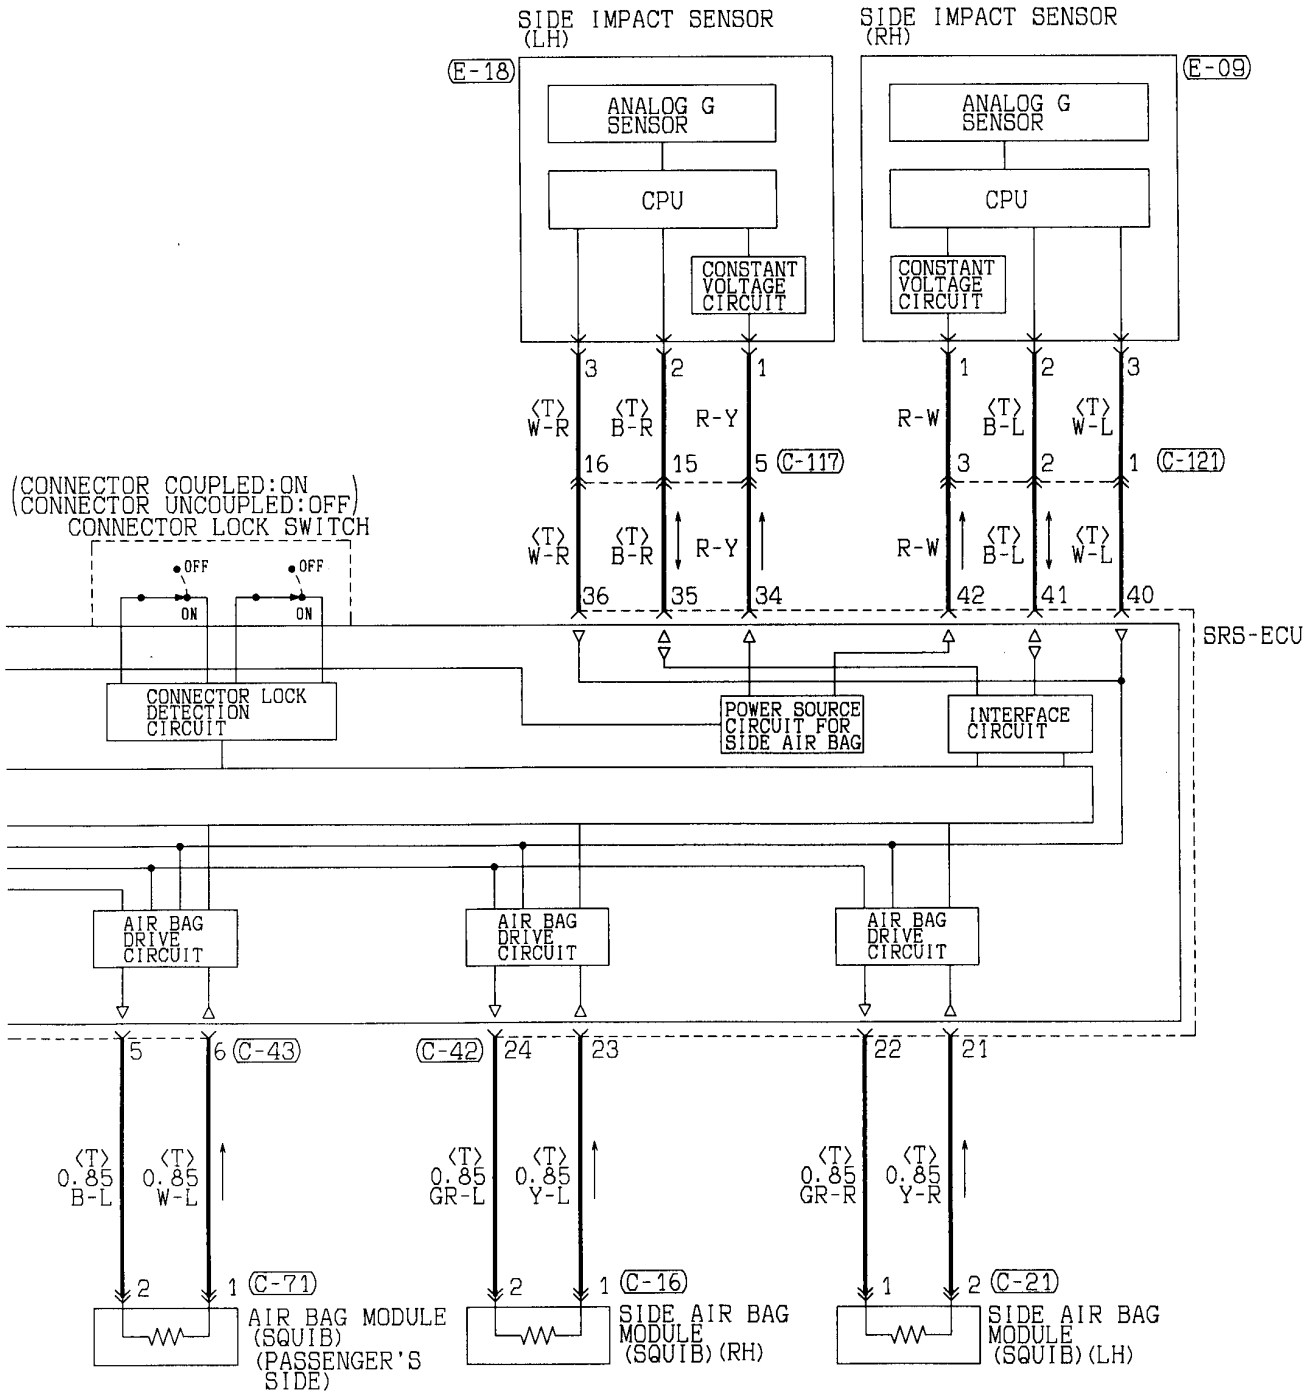 SIDE IMPACT SENSOR
(LH)
SIDE IMPACT SENSOR
(RH)
E-18
E-09
ANALOG G
SENSOR
ANALOG G
SENSOR
CPU
CPU
CONSTANT
VOLTAGE
CIRCUIT
CONSTANT
VOLTAGE
CIRCUIT
3 2 1 1 2 3
<T>
W-R
<T>
B-R
R-Y
R-W
<T>
B-L
<T>
W-L
16 15 5 C-117 3 2 1 C-121
(CONNECTOR COUPLED:ON
CONNECTOR UNCOUPLED:OFF)
CONNECTOR LOCK SWITCH
<T>
W-R
<T>
B-R
R-Y
R-W
<T>
B-L
<T>
W-L
OFF OFF
ON ON
36 35 34 42 41 40
SRS-ECU
CONNECTOR LOCK
DETECTION
CIRCUIT
POWER SOURCE
CIRCUIT FOR
SIDE AIR BAG
INTERFACE
CIRCUIT
AIR BAG
DRIVE
CIRCUIT
AIR BAG
DRIVE
CIRCUIT
AIR BAG
DRIVE
CIRCUIT
5 6 C-43 C-42 24 23 22 21
<T>
0.85
B-L
<T>
0.85
W-L
<T>
0.85
GR-L
<T>
0.85
Y-L
<T>
0.85
GR-R
<T>
0.85
Y-R
2 1 C-71 2 1 C-16 1 2 C-21
AIR BAG MODULE
(SQUIB)
(PASSENGER'S
SIDE)
SIDE AIR BAG
MODULE
(SQUIB)(RH)
SIDE AIR BAG
MODULE
(SQUIB)(LH)